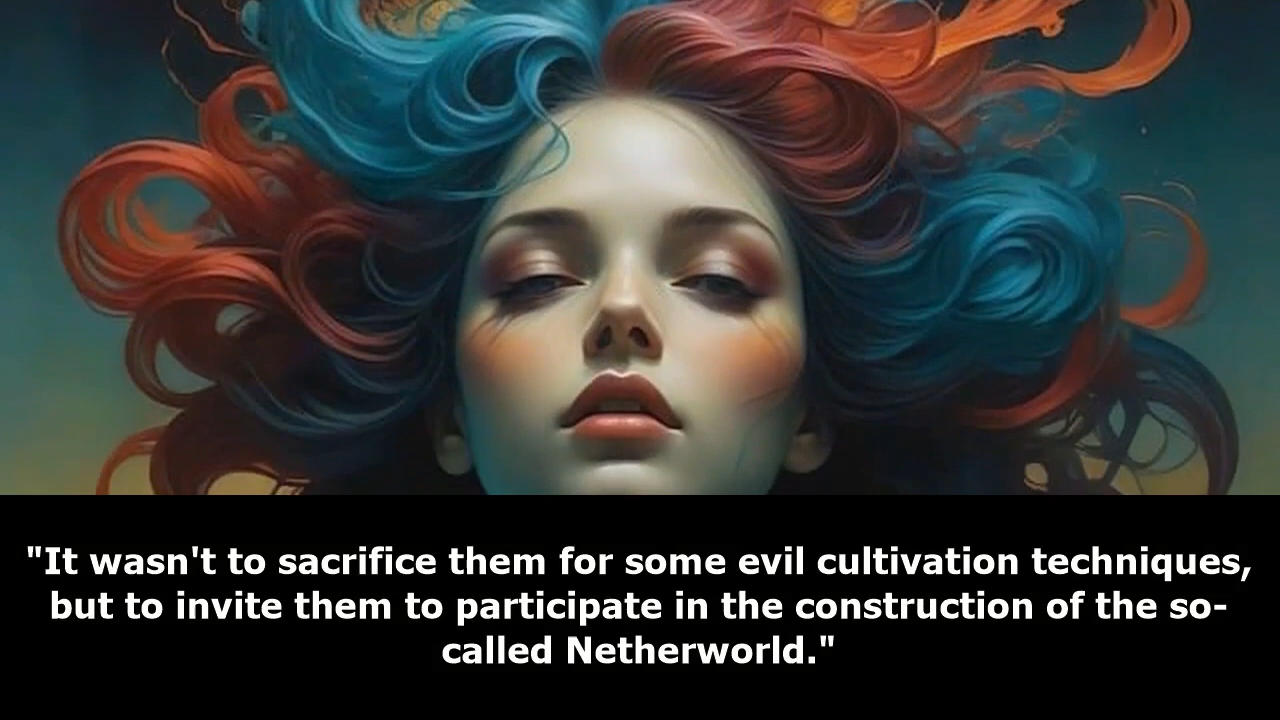 "It wasn't to sacrifice them for some evil cultivation techniques,
but to invite them to participate in the construction of the so-
called Netherworld."